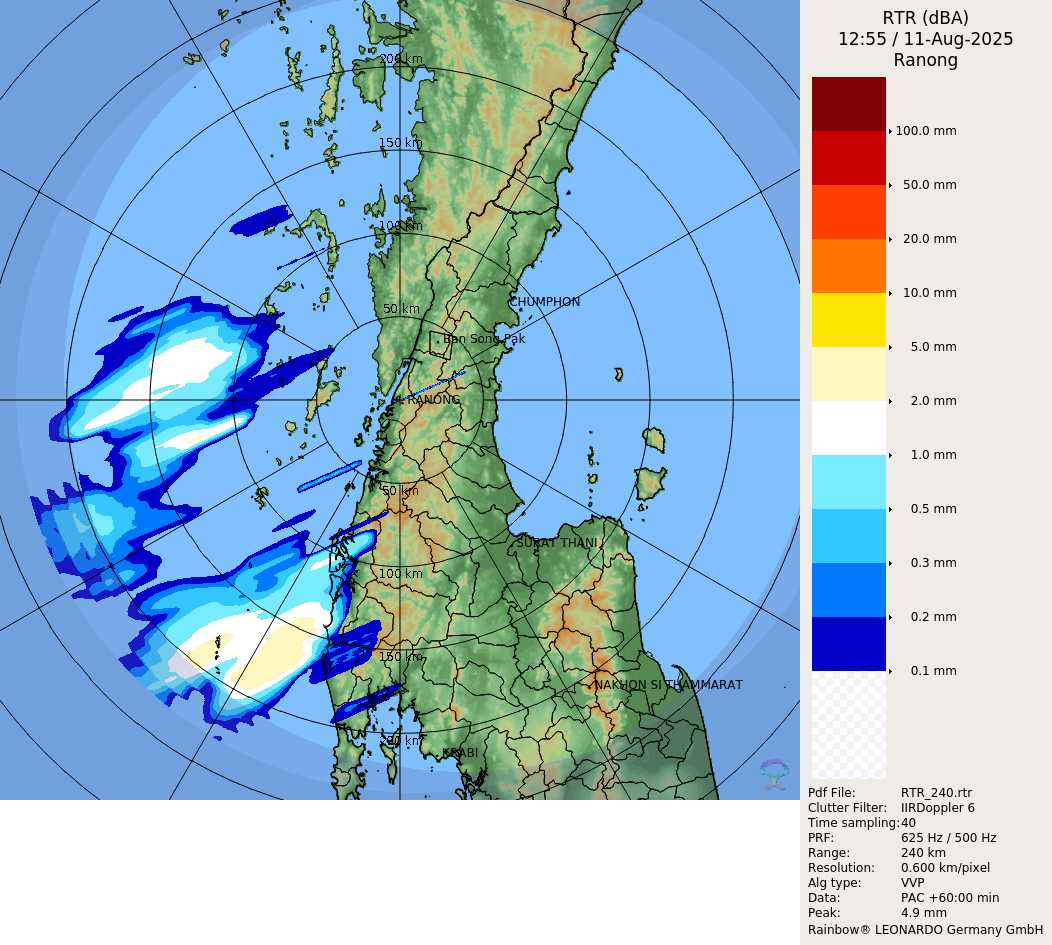 200 km
150 km
100 km
50 km
CHUMPHON
Ban Song Pak
RANONG
50 km
SURAT THANI
100 km
150 km
NAKHON SI THAMMARAT
200 km
KRABI
RTR (dBA)
12:55 / 11-Aug-2025
Ranong
100.0 mm
50.0 mm
20.0 mm
10.0 mm
5.0 mm
2.0 mm
1.0 mm
0.5 mm
0.3 mm
0.2 mm
0.1 mm
Pdf File: RTR_240.rtr
Clutter Filter: IIRDoppler 6
Time sampling:40
PRF: 625 Hz / 500 Hz
Range: 240 km
Resolution: 0.600 km/pixel
Alg type: VVP
Data: PAC +60:00 min
Peak: 4.9 mm
Rainbow® LEONARDO Germany GmbH